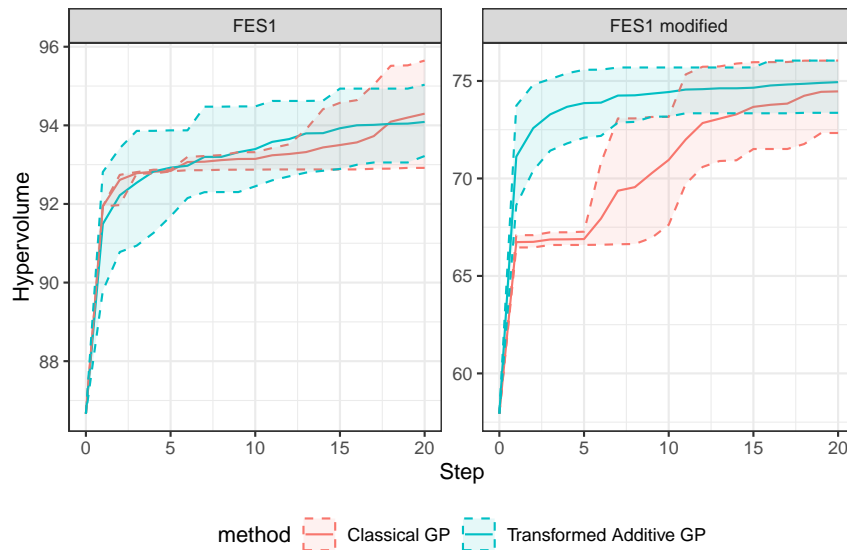 FES1
FES1 modified
96
94
92
90
88
75
70
65
60
Hypervolume
0
5
10
15
20
0
5
10
15
20
Step
method
Classical GP
Transformed Additive GP